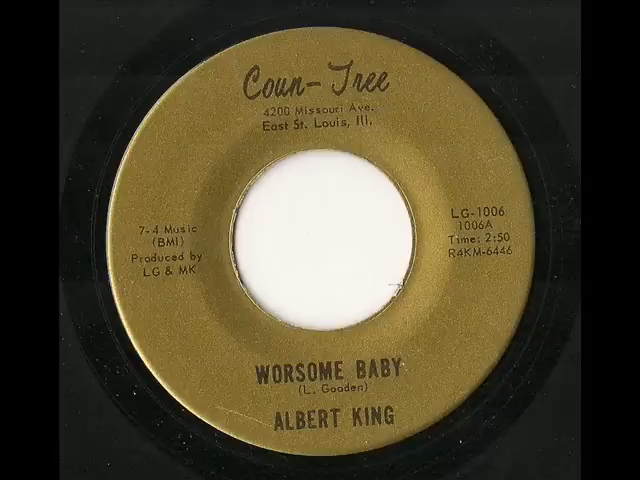 Coun-Tree
4200 Missouri Ave.
East St. Louis, Ill.
7-4 Music
(BMI)
Produced by
LG & MK
LG-1006
1006A
Time: 2:50
R4KM-6446
WORSOME BABY
(L. Gooden)
ALBERT KING